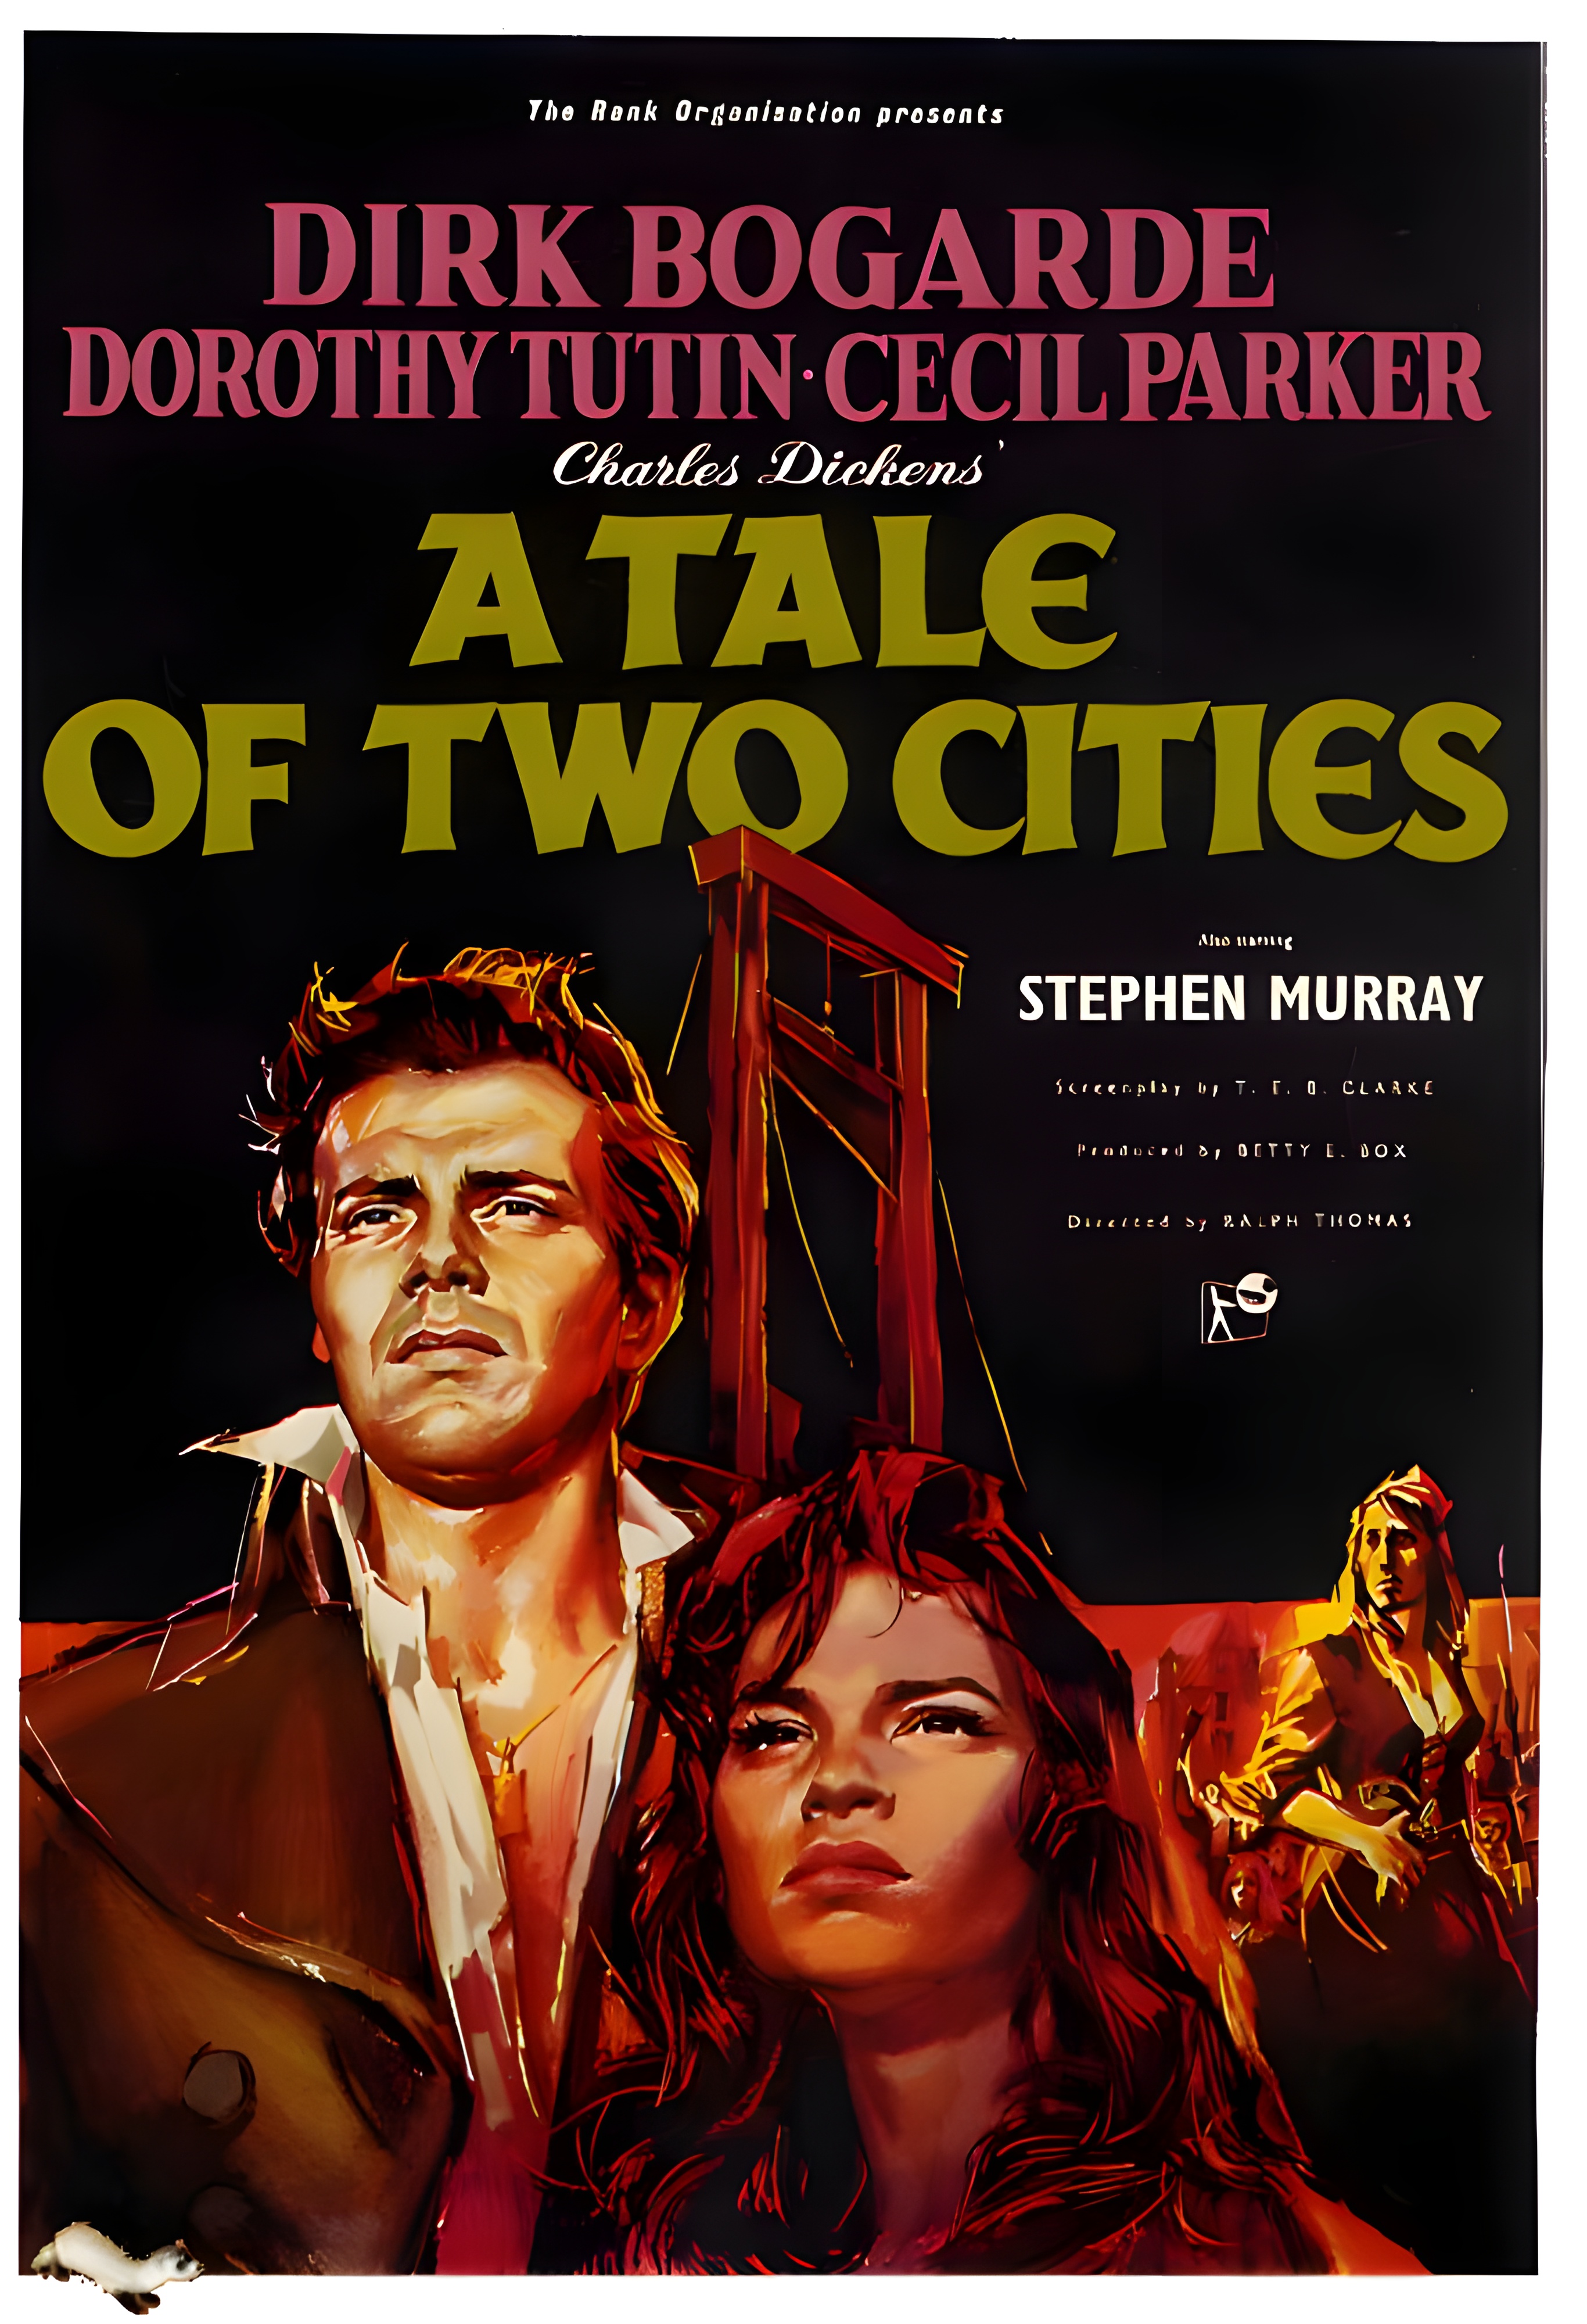 The Rank Organisation presents
DIRK BOGARDE
DOROTHY TUTIN · CECIL PARKER
Charles Dickens'
A TALE
OF TWO CITIES
STEPHEN MURRAY
Screenplay by T. E. B. CLARKE
Produced by BETTY E. BOX
Directed by RALPH THOMAS